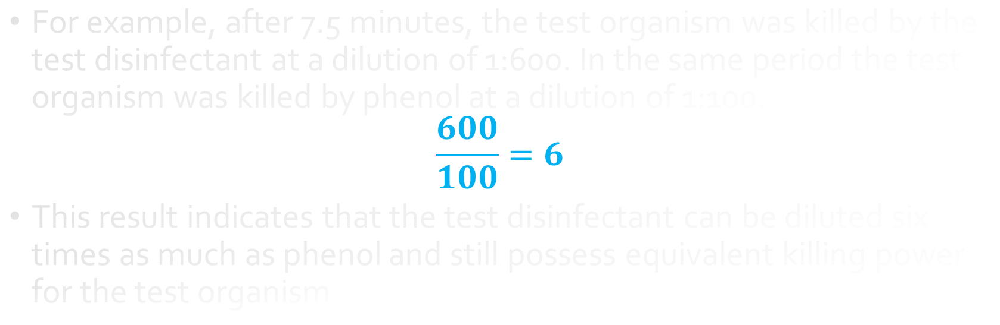 • For example, after 7.5 minutes, the test organism was killed by the
test disinfectant at a dilution of 1:600. In the same period the test
organism was killed by phenol at a dilution of 1:100.
600
100
= 6
• This result indicates that the test disinfectant can be diluted six
times as much as phenol and still possess equivalent killing power
for the test organism